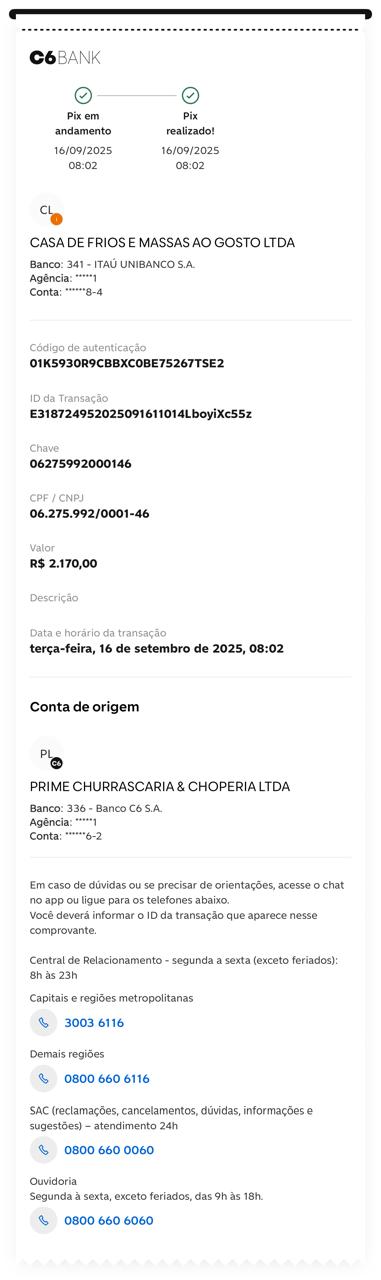 C6BANK
Pix em
andamento
16/09/2025
08:02
Pix
realizado!
16/09/2025
08:02
CL
CASA DE FRIOS E MASSAS AO GOSTO LTDA
Banco: 341 - ITAÚ UNIBANCO S.A.
Agência: *****1
Conta: ******8-4
Código de autenticação
01K5930R9CBBXC0BE75267TSE2
ID da Transação
E31872495202509161​1014LboyiXc55z
Chave
06275992000146
CPF / CNPJ
06.275.992/0001-46
Valor
R$ 2.170,00
Descrição
Data e horário da transação
terça-feira, 16 de setembro de 2025, 08:02
Conta de origem
PL
C6
PRIME CHURRASCARIA & CHOPERIA LTDA
Banco: 336 - Banco C6 S.A.
Agência: *****1
Conta: ******6-2
Em caso de dúvidas ou se precisar de orientações, acesse o chat
no app ou ligue para os telefones abaixo.
Você deverá informar o ID da transação que aparece nesse
comprovante.
Central de Relacionamento - segunda a sexta (exceto feriados):
8h às 23h
Capitais e regiões metropolitanas
3003 6116
Demais regiões
0800 660 6116
SAC (reclamações, cancelamentos, dúvidas, informações e
sugestões) – atendimento 24h
0800 660 0060
Ouvidoria
Segunda à sexta, exceto feriados, das 9h às 18h.
0800 660 6060